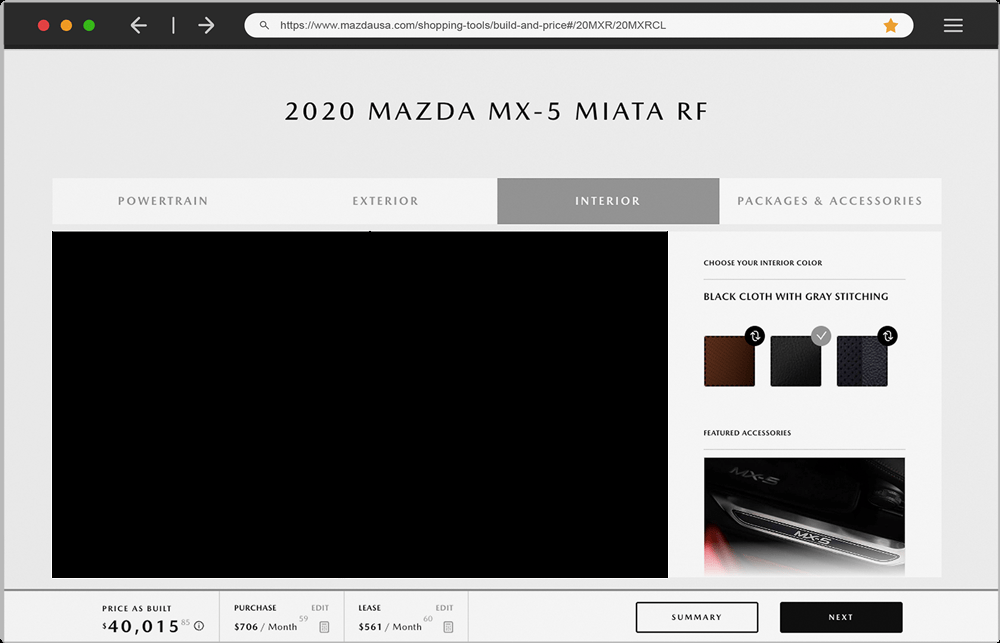 https://www.mazdausa.com/shopping-tools/build-and-price#/20MXR/20MXRCL
2020 MAZDA MX-5 MIATA RF
POWERTRAIN
EXTERIOR
INTERIOR
PACKAGES & ACCESSORIES
CHOOSE YOUR INTERIOR COLOR
BLACK CLOTH WITH GRAY STITCHING
FEATURED ACCESSORIES
MX-5
MX-5
PRICE AS BUILT
$40,015 85
PURCHASE EDIT
$706 / Month 59
LEASE EDIT
$561 / Month 60
SUMMARY
NEXT